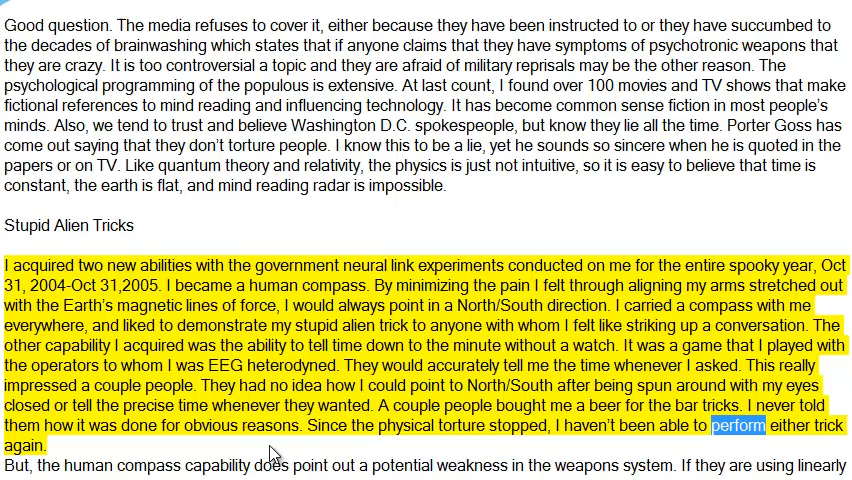 Good question. The media refuses to cover it, either because they have been instructed to or they have succumbed to
the decades of brainwashing which states that if anyone claims that they have symptoms of psychotronic weapons that
they are crazy. It is too controversial a topic and they are afraid of military reprisals may be the other reason. The
psychological programming of the populous is extensive. At last count, I found over 100 movies and TV shows that make
fictional references to mind reading and influencing technology. It has become common sense fiction in most people's
minds. Also, we tend to trust and believe Washington D.C. spokespeople, but know they lie all the time. Porter Goss has
come out saying that they don't torture people. I know this to be a lie, yet he sounds so sincere when he is quoted in the
papers or on TV. Like quantum theory and relativity, the physics is just not intuitive, so it is easy to believe that time is
constant, the earth is flat, and mind reading radar is impossible.
Stupid Alien Tricks
I acquired two new abilities with the government neural link experiments conducted on me for the entire spooky year, Oct
31, 2004-Oct 31,2005. I became a human compass. By minimizing the pain I felt through aligning my arms stretched out
with the Earth's magnetic lines of force, I would always point in a North/South direction. I carried a compass with me
everywhere, and liked to demonstrate my stupid alien trick to anyone with whom I felt like striking up a conversation. The
other capability I acquired was the ability to tell time down to the minute without a watch. It was a game that I played with
the operators to whom I was EEG heterodyned. They would accurately tell me the time whenever I asked. This really
impressed a couple people. They had no idea how I could point to North/South after being spun around with my eyes
closed or tell the precise time whenever they wanted. A couple people bought me a beer for the bar tricks. I never told
them how it was done for obvious reasons. Since the physical torture stopped, I haven't been able to perform either trick
again.
But, the human compass capability does point out a potential weakness in the weapons system. If they are using linearly